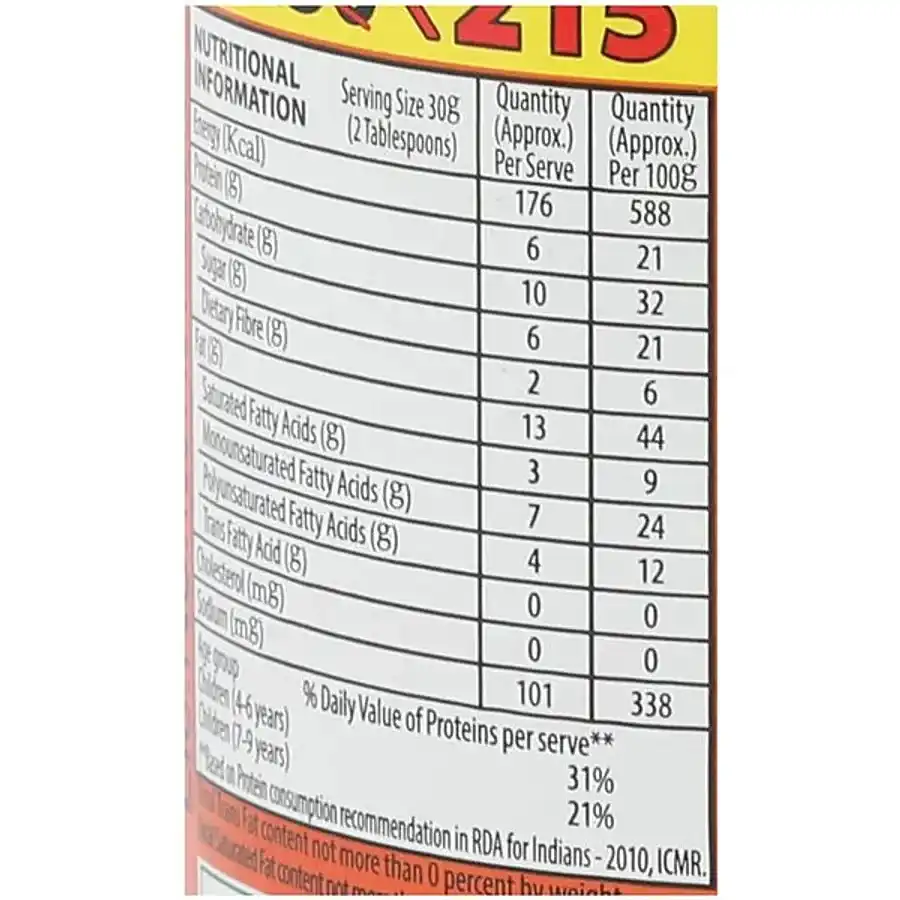 215
NUTRITIONAL INFORMATION Serving Size 30g (2 Tablespoons) Quantity (Approx.) Per Serve Quantity (Approx.) Per 100g
Energy (Kcal) 176 588
Protein (g) 6 21
Carbohydrate (g) 10 32
Sugar (g) 6 21
Dietary Fibre (g) 2 6
Fat (g) 13 44
Saturated Fatty Acids (g) 3 9
Monounsaturated Fatty Acids (g) 7 24
Polyunsaturated Fatty Acids (g) 4 12
Trans Fatty Acid (g) 0 0
Cholesterol (mg) 0 0
Sodium (mg) 101 338
Age group % Daily Value of Proteins per serve**
Children (4-6 years) 31%
Children (7-9 years) 21%
**Based on Protein consumption recommendation in RDA for Indians - 2010, ICMR.
Trans Fat content not more than 0 percent by weight
Saturated Fat content not more